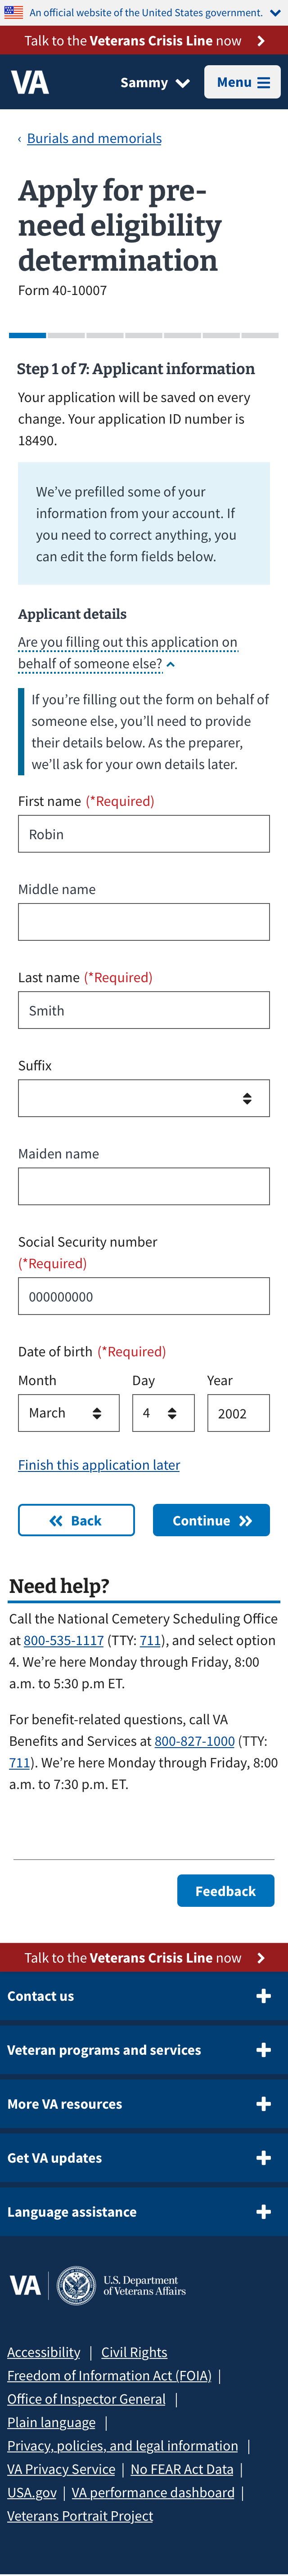 An official website of the United States government.
Talk to the Veterans Crisis Line now
VA Sammy Menu
‹ Burials and memorials
Apply for pre-
need eligibility
determination
Form 40-10007
Step 1 of 7: Applicant information
Your application will be saved on every
change. Your application ID number is
18490.
We’ve prefilled some of your
information from your account. If
you need to correct anything, you
can edit the form fields below.
Applicant details
Are you filling out this application on
behalf of someone else?
If you’re filling out the form on behalf of
someone else, you’ll need to provide
their details below. As the preparer,
we’ll ask for your own details later.
First name (*Required)
Robin
Middle name
Last name (*Required)
Smith
Suffix
Maiden name
Social Security number
(*Required)
000000000
Date of birth (*Required)
Month Day Year
March 4 2002
Finish this application later
Back Continue
Need help?
Call the National Cemetery Scheduling Office
at 800-535-1117 (TTY: 711), and select option
4. We’re here Monday through Friday, 8:00
a.m. to 5:30 p.m ET.
For benefit-related questions, call VA
Benefits and Services at 800-827-1000 (TTY:
711). We’re here Monday through Friday, 8:00
a.m. to 7:30 p.m. ET.
Feedback
Talk to the Veterans Crisis Line now
Contact us
Veteran programs and services
More VA resources
Get VA updates
Language assistance
VA U.S. Department
of Veterans Affairs
Accessibility | Civil Rights
Freedom of Information Act (FOIA) |
Office of Inspector General |
Plain language |
Privacy, policies, and legal information |
VA Privacy Service | No FEAR Act Data |
USA.gov | VA performance dashboard |
Veterans Portrait Project